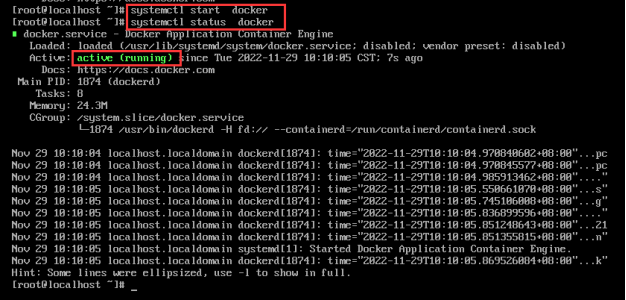 [root@localhost ~]# systemctl start  docker
[root@localhost ~]# systemctl status  docker
docker.service - Docker Application Container Engine
Loaded: loaded (/usr/lib/systemd/system/docker.service; disabled; vendor preset: disabled)
Active: active (running) since Tue 2022-11-29 10:10:05 CST; 7s ago
Docs: https://docs.docker.com
Main PID: 1874 (dockerd)
Tasks: 8
Memory: 24.3M
CGroup: /system.slice/docker.service
└─1874 /usr/bin/dockerd -H fd:// --containerd=/run/containerd/containerd.sock
Nov 29 10:10:04 localhost.localdomain dockerd[1874]: time="2022-11-29T10:10:04.970840602+08:00"...pc
Nov 29 10:10:04 localhost.localdomain dockerd[1874]: time="2022-11-29T10:10:04.970845577+08:00"...pc
Nov 29 10:10:04 localhost.localdomain dockerd[1874]: time="2022-11-29T10:10:04.985913462+08:00"...."
Nov 29 10:10:05 localhost.localdomain dockerd[1874]: time="2022-11-29T10:10:05.550661070+08:00"...s"
Nov 29 10:10:05 localhost.localdomain dockerd[1874]: time="2022-11-29T10:10:05.745106008+08:00"...g"
Nov 29 10:10:05 localhost.localdomain dockerd[1874]: time="2022-11-29T10:10:05.836899596+08:00"...."
Nov 29 10:10:05 localhost.localdomain dockerd[1874]: time="2022-11-29T10:10:05.851248643+08:00"...21
Nov 29 10:10:05 localhost.localdomain dockerd[1874]: time="2022-11-29T10:10:05.851355815+08:00"...n"
Nov 29 10:10:05 localhost.localdomain systemd[1]: Started Docker Application Container Engine.
Nov 29 10:10:05 localhost.localdomain dockerd[1874]: time="2022-11-29T10:10:05.869526084+08:00"...k"
Hint: Some lines were ellipsized, use -l to show in full.
[root@localhost ~]# _